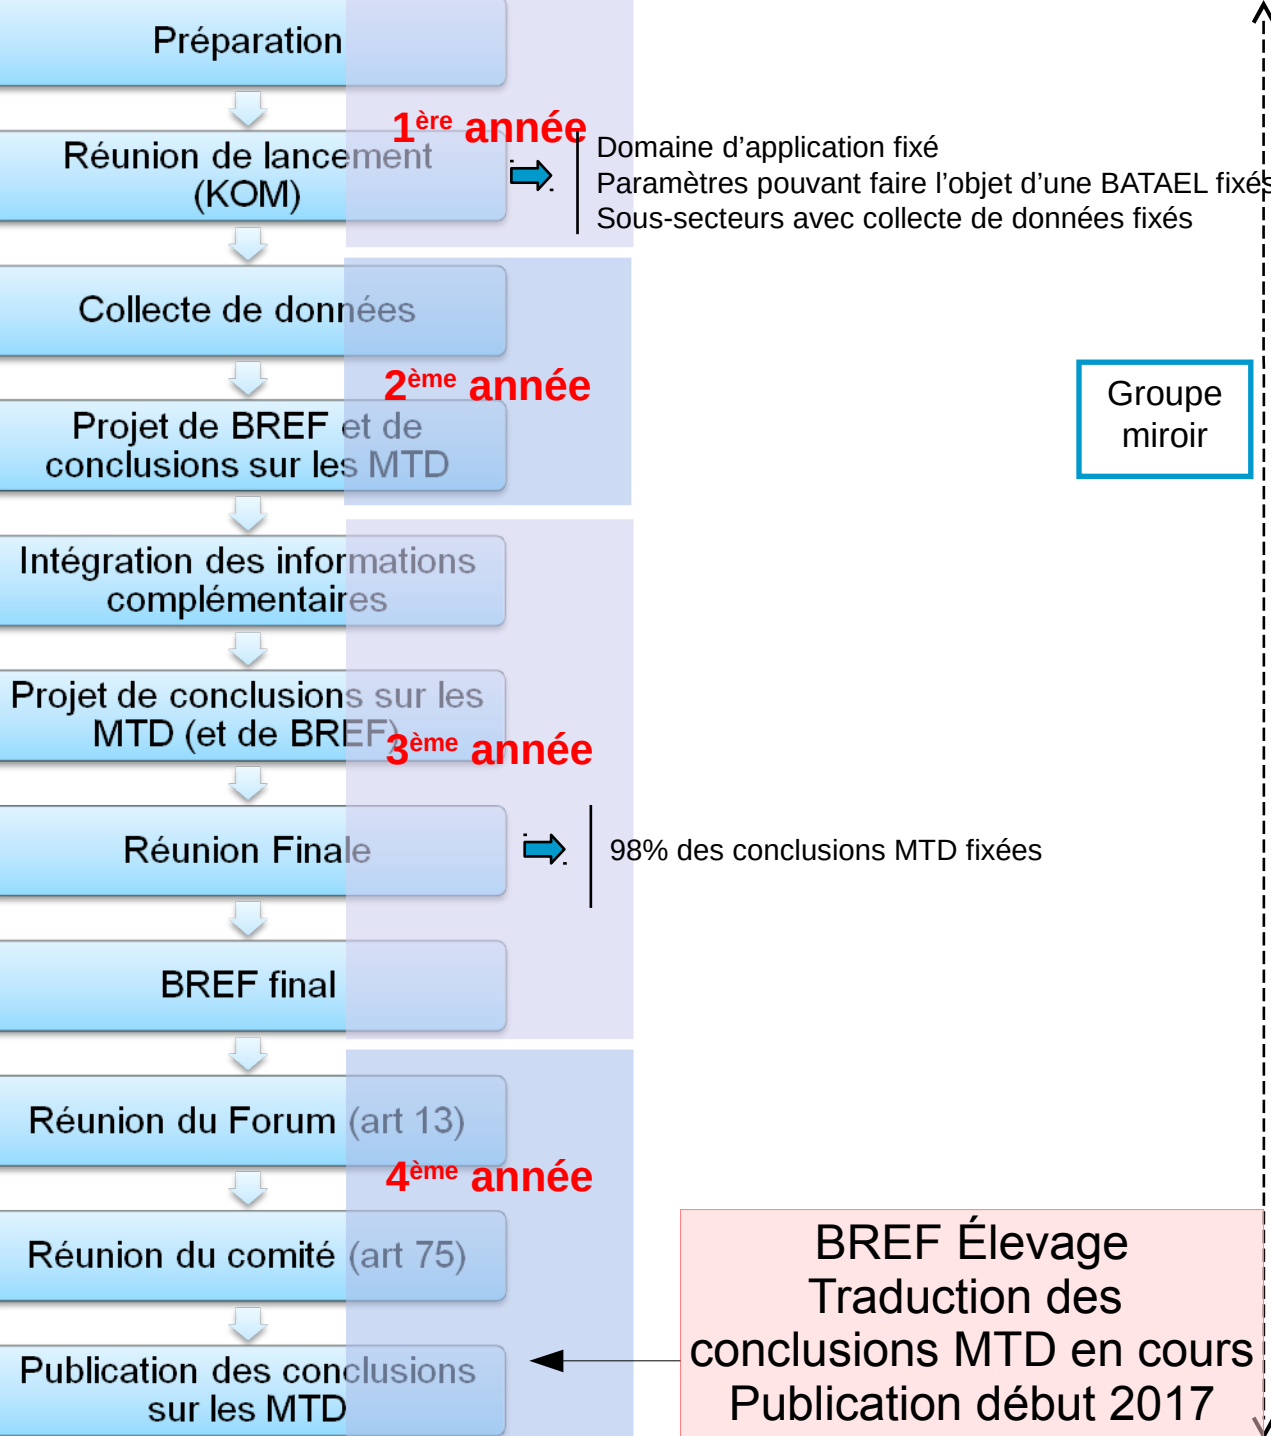 Préparation
1ère année
Réunion de lancement
(KOM)
Domaine d’application fixé
Paramètres pouvant faire l’objet d’une BATAEL fixés
Sous-secteurs avec collecte de données fixés
Collecte de données
2ème année
Projet de BREF et de
conclusions sur les MTD
Groupe
miroir
Intégration des informations
complémentaires
Projet de conclusions sur les
MTD (et de BREF)
3ème année
Réunion Finale
98% des conclusions MTD fixées
BREF final
Réunion du Forum (art 13)
4ème année
Réunion du comité (art 75)
Publication des conclusions
sur les MTD
BREF Élevage
Traduction des
conclusions MTD en cours
Publication début 2017